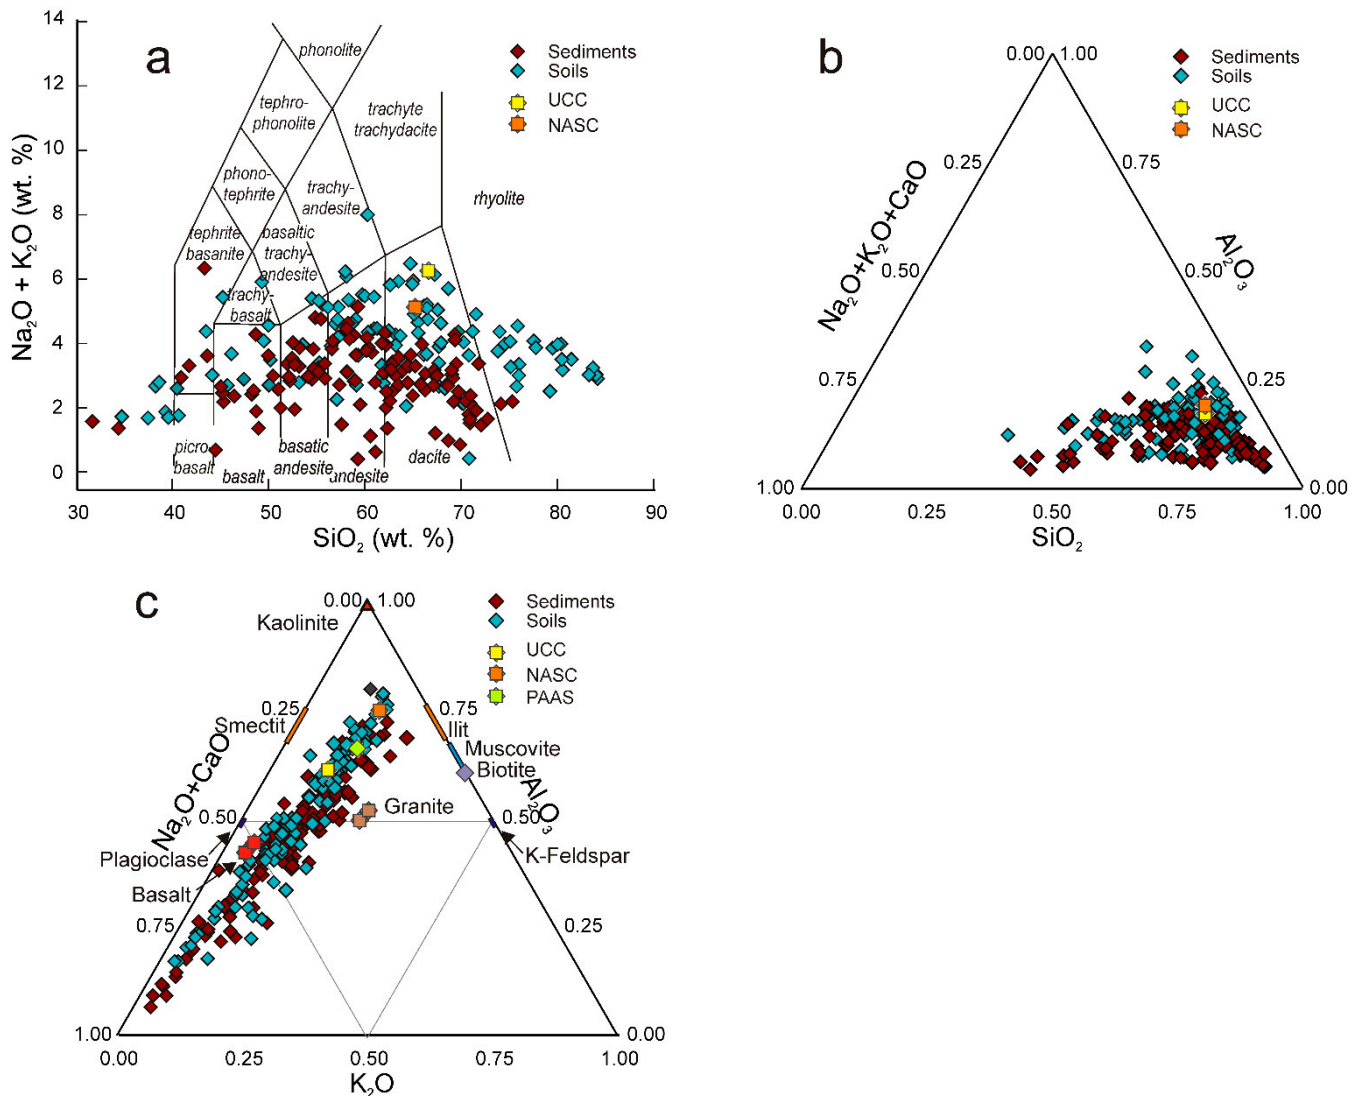 a
14
12
10
8
6
4
2
0
Na₂O + K₂O (wt. %)
30
40
50
60
70
80
90
SiO₂ (wt. %)
phonolite
tephro-
phonolite
trachyte
trachydacite
phono-
tephrite
trachy-
andesite
rhyolite
tephrite
basanite
basaltic
trachy-
andesite
trachy-
basalt
picro
basalt
basalt
basatic
andesite
andesite
dacite
Sediments
Soils
UCC
NASC
b
0.00
1.00
Sediments
Soils
UCC
NASC
0.25
0.75
Na₂O+K₂O+CaO
Al₂O₃
0.50
0.50
0.75
0.25
1.00
0.00
0.00
0.25
0.50
0.75
1.00
SiO₂
c
0.00
1.00
Kaolinite
Sediments
Soils
UCC
NASC
PAAS
0.25
0.75
Smectit
Ilit
Na₂O+CaO
Muscovite
Biotite
Al₂O₃
Granite
0.50
0.50
Plagioclase
K-Feldspar
Basalt
0.75
0.25
1.00
0.00
0.00
0.25
0.50
0.75
1.00
K₂O